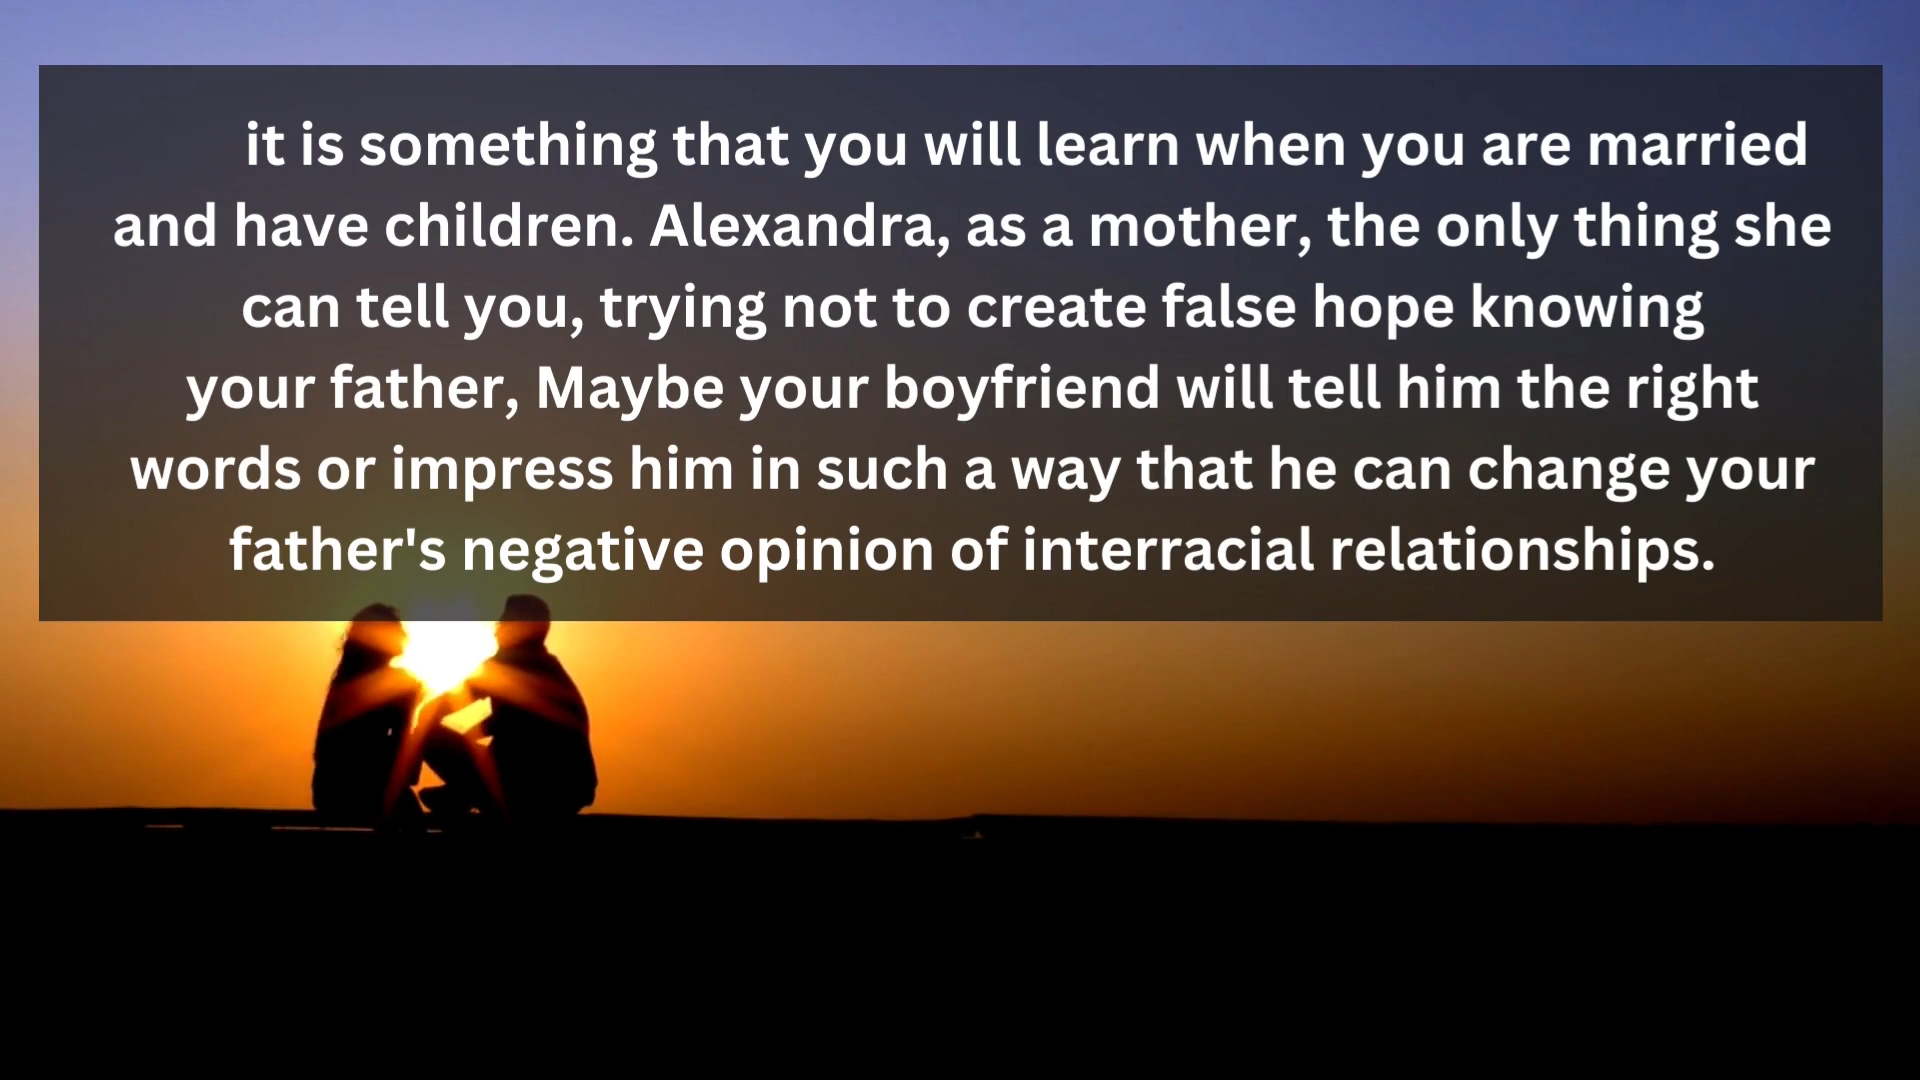 it is something that you will learn when you are married
and have children. Alexandra, as a mother, the only thing she
can tell you, trying not to create false hope knowing
your father, Maybe your boyfriend will tell him the right
words or impress him in such a way that he can change your
father's negative opinion of interracial relationships.